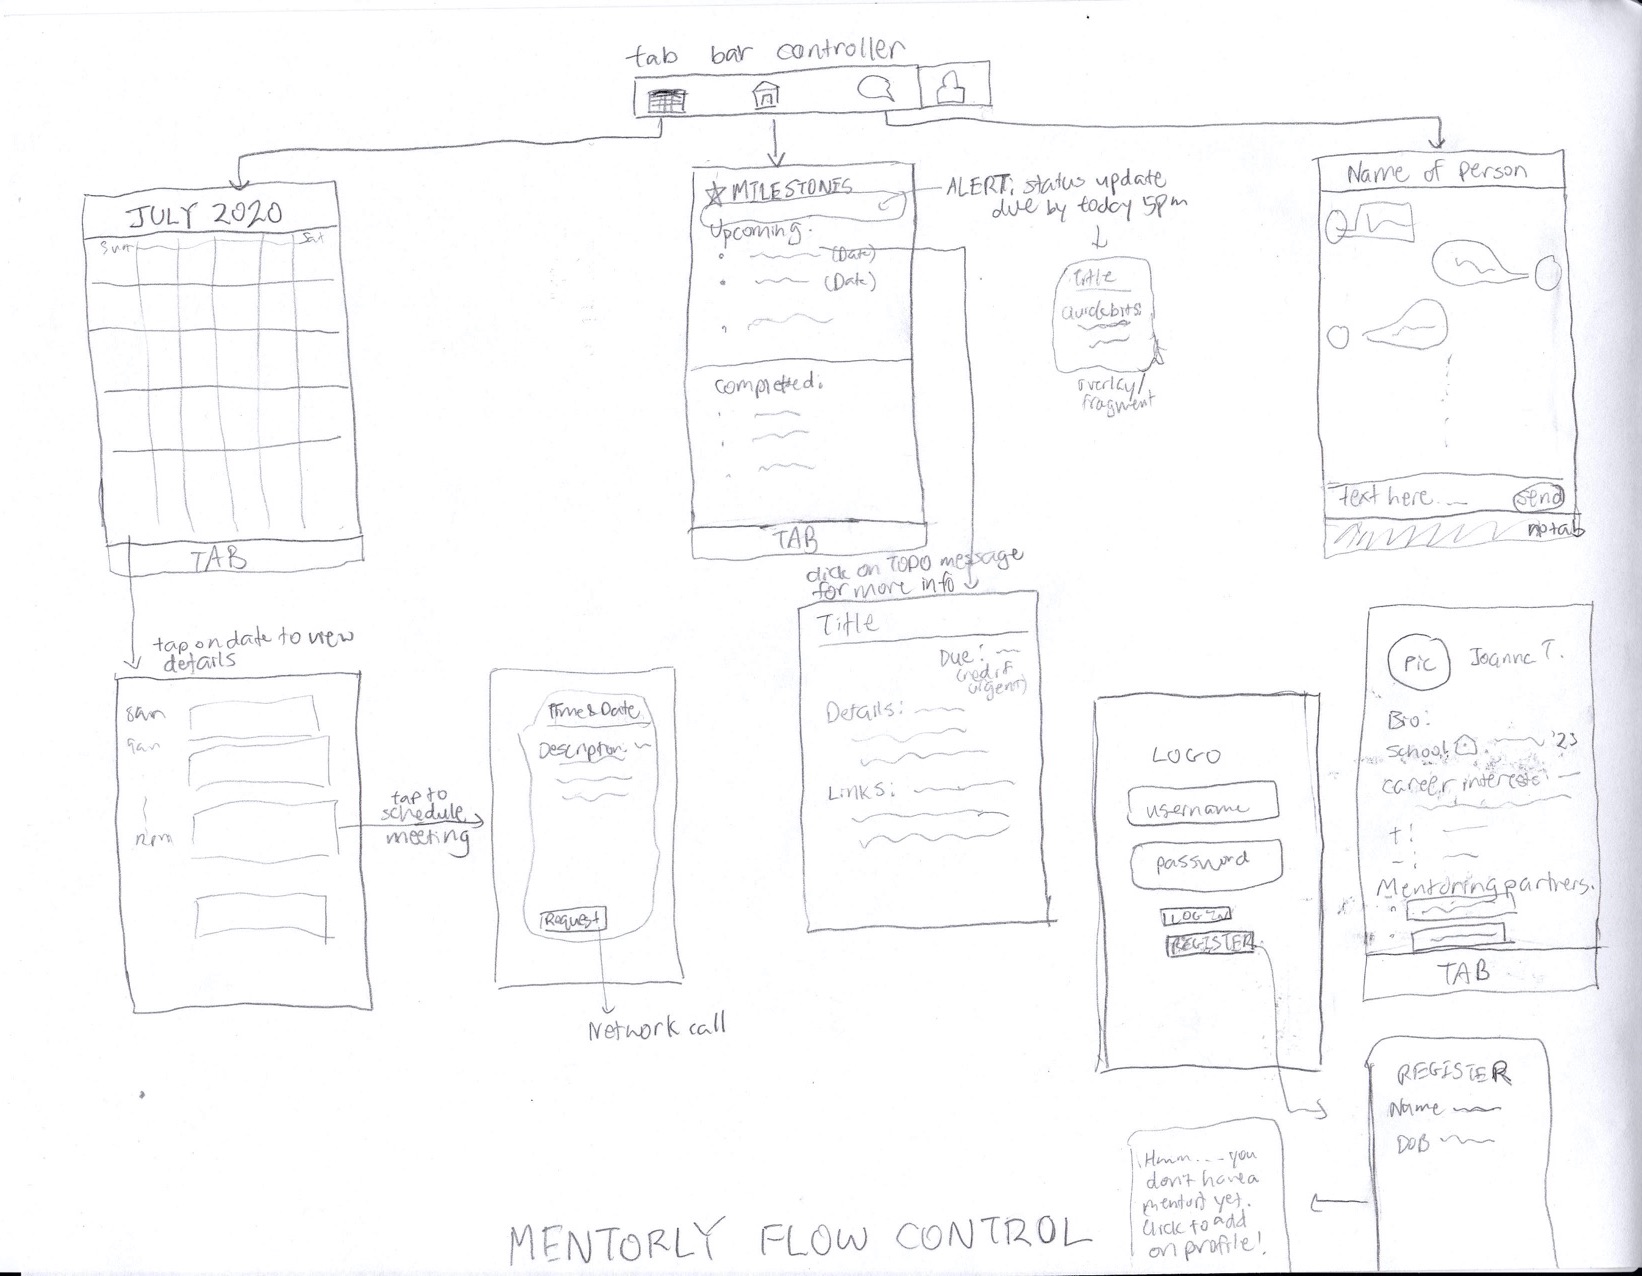 tab bar controller
JULY 2020
Sun
Sat
TAB
MILESTONES
Upcoming:
(Date)
(Date)
Completed:
TAB
ALERT: status update
due by today 5pm
Title
Quickbits:
overlay/
fragment
Name of person
text here...
send
no tab
tap on date to view
details
8am
9am
tap to
schedule
meeting
Time & Date
Description:
Request
Network call
click on TODO message
for more info
Title
Due:
(red if
urgent)
Details:
Links:
LOGO
username
password
LOG IN
REGISTER
Pic
Joanna T.
Bio:
School
'23
career interests
+:
-:
Mentoring partners.
TAB
REGISTER
Name
DOB
Hmm.... you
don't have a
mentor yet.
Click to add
on profile!
MENTORLY FLOW CONTROL